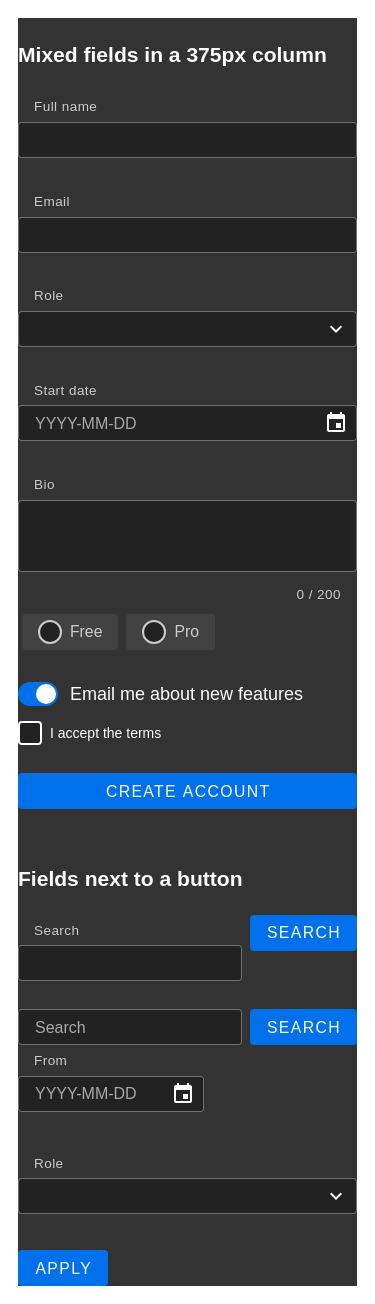 Mixed fields in a 375px column
Full name
Email
Role
Start date
YYYY-MM-DD
Bio
0 / 200
Free Pro
Email me about new features
I accept the terms
CREATE ACCOUNT
Fields next to a button
Search
SEARCH
Search SEARCH
From
YYYY-MM-DD
Role
APPLY